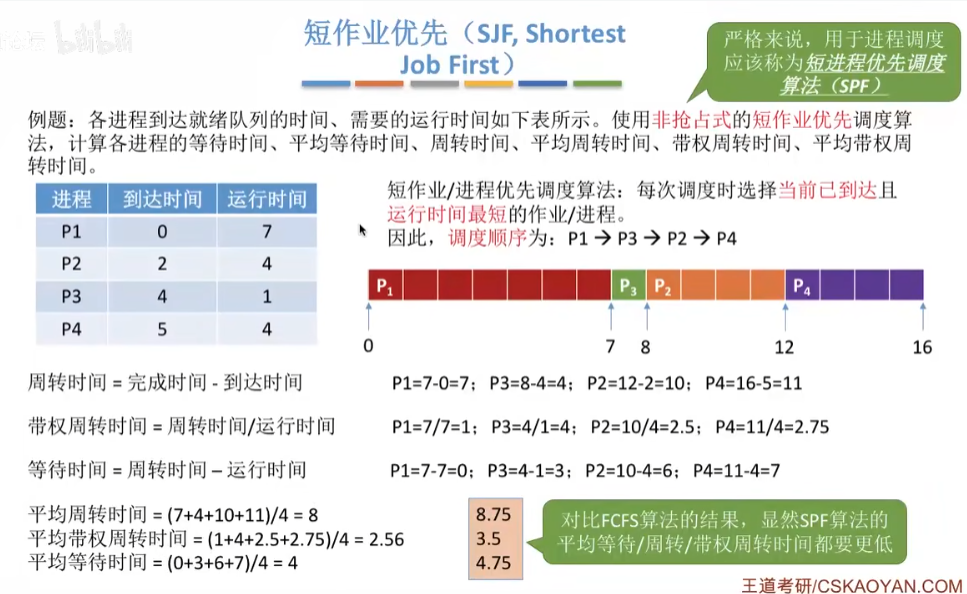 短作业优先（SJF, Shortest
Job First）
严格来说，用于进程调度
应该称为短进程优先调度
算法（SPF）
例题：各进程到达就绪队列的时间、需要的运行时间如下表所示。使用非抢占式的短作业优先调度算
法，计算各进程的等待时间、平均等待时间、周转时间、平均周转时间、带权周转时间、平均带权周
转时间。
进程 到达时间 运行时间
P1 0 7
P2 2 4
P3 4 1
P4 5 4
短作业/进程优先调度算法：每次调度时选择当前已到达且
运行时间最短的作业/进程。
因此，调度顺序为：P1 → P3 → P2 → P4
P1 P3 P2 P4
0 7 8 12 16
周转时间 = 完成时间 - 到达时间 P1=7-0=7；P3=8-4=4；P2=12-2=10；P4=16-5=11
带权周转时间 = 周转时间/运行时间 P1=7/7=1；P3=4/1=4；P2=10/4=2.5；P4=11/4=2.75
等待时间 = 周转时间 – 运行时间 P1=7-7=0；P3=4-1=3；P2=10-4=6；P4=11-4=7
平均周转时间 = (7+4+10+11)/4 = 8
平均带权周转时间 = (1+4+2.5+2.75)/4 = 2.56
平均等待时间 = (0+3+6+7)/4 = 4
8.75
3.5
4.75
对比FCFS算法的结果，显然SPF算法的
平均等待/周转/带权周转时间都要更低
王道考研/CSKAOYAN.COM
bilibili